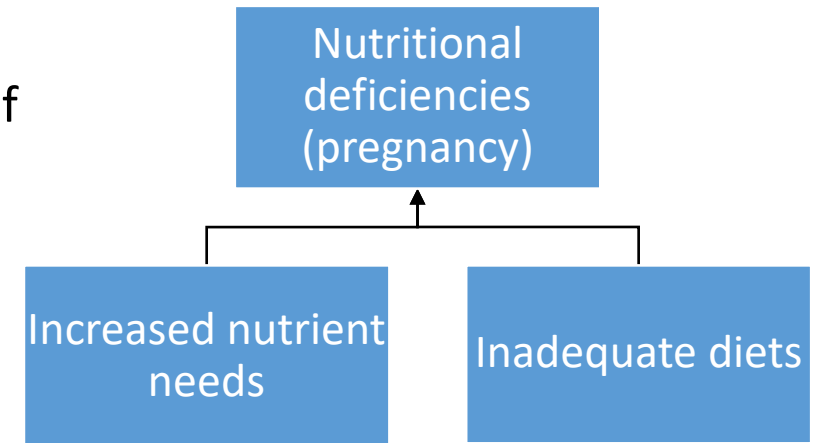 Nutritional
deficiencies
(pregnancy)
f
Increased nutrient
needs
Inadequate diets